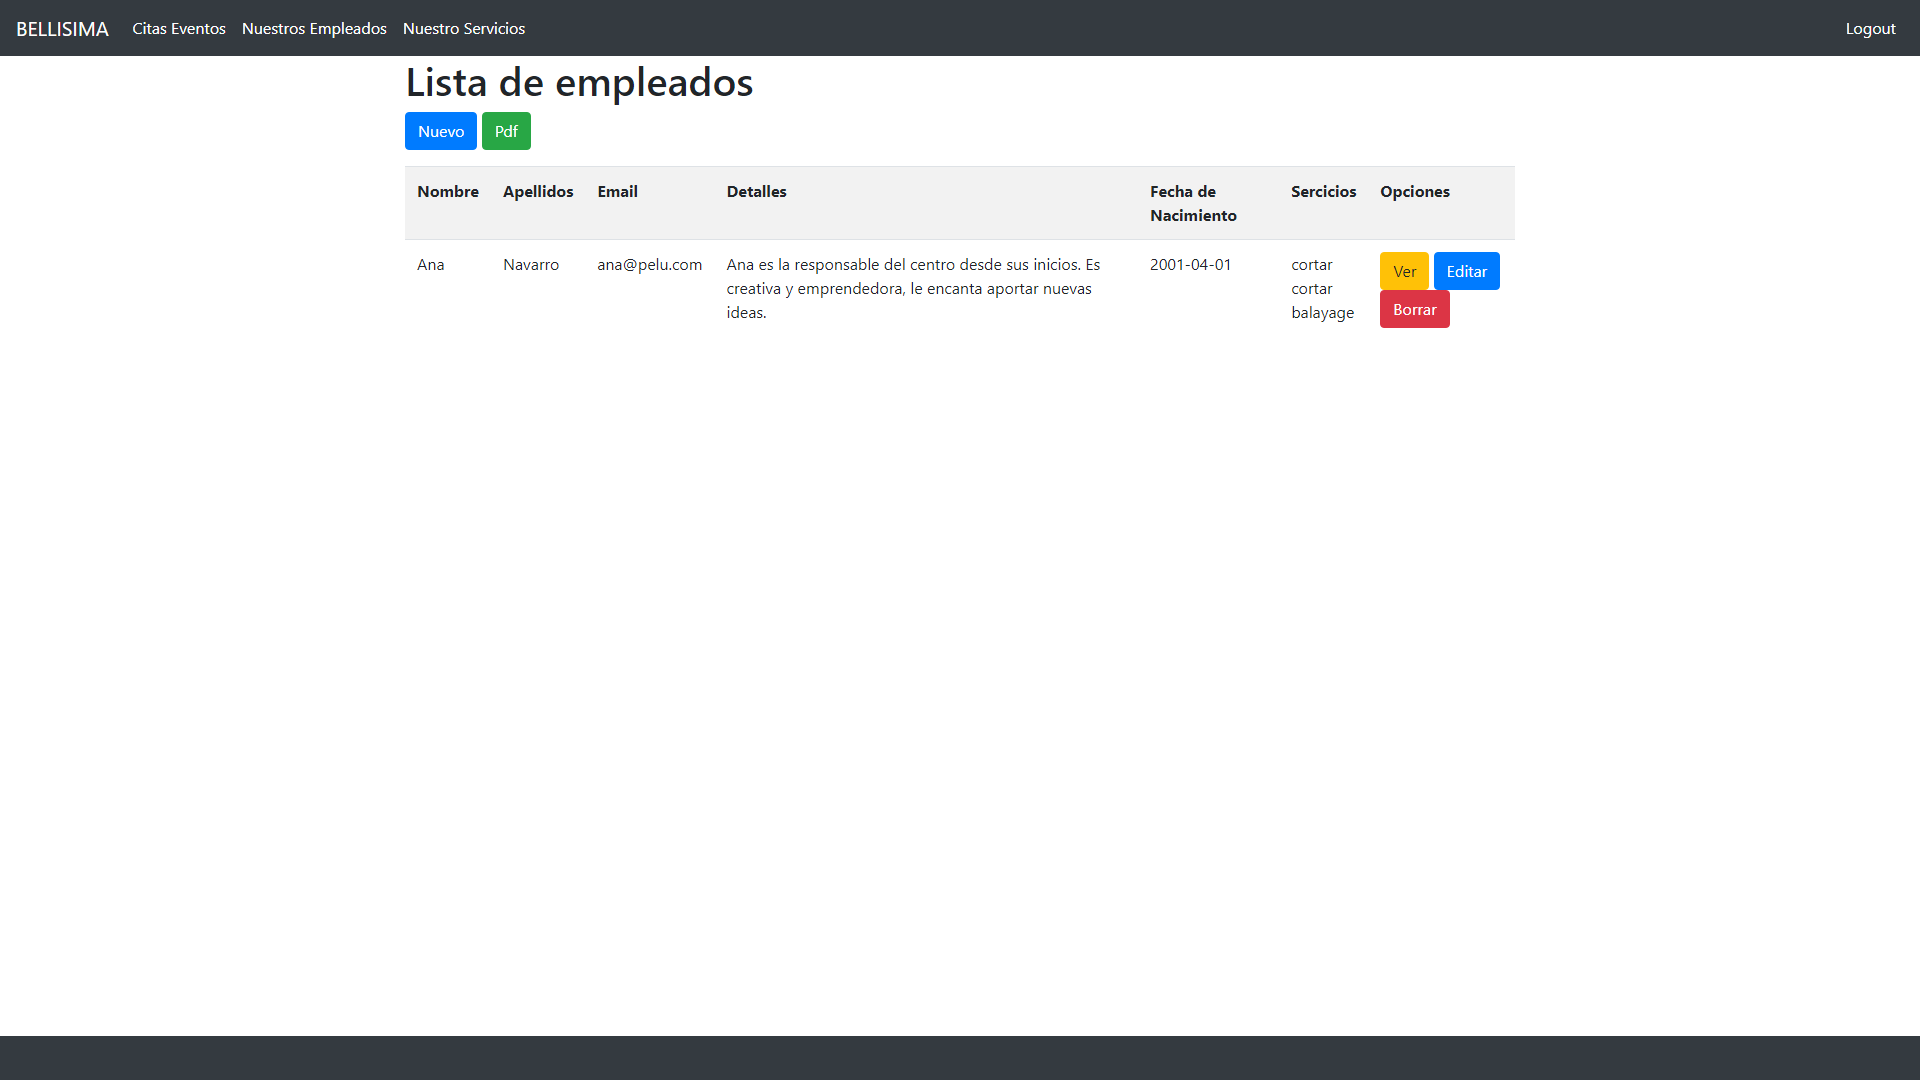 BELLISIMA Citas Eventos Nuestros Empleados Nuestro Servicios Logout
Lista de empleados
Nuevo Pdf
Nombre Apellidos Email Detalles Fecha de Nacimiento Sercicios Opciones
Ana Navarro ana@pelu.com Ana es la responsable del centro desde sus inicios. Es 2001-04-01 cortar Ver Editar
creativa y emprendedora, le encanta aportar nuevas cortar
ideas. balayage Borrar